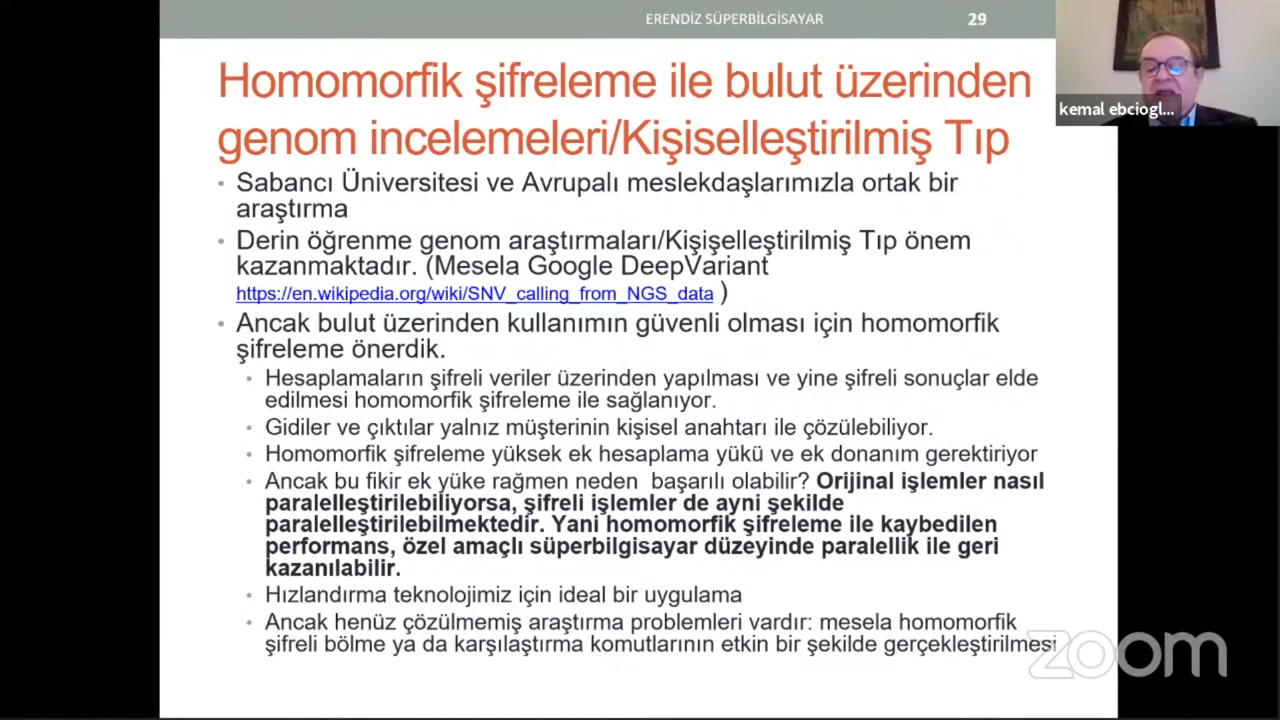 ERENDİZ SÜPERBİLGİSAYAR
29
Homomorfik şifreleme ile bulut üzerinden
genom incelemeleri/Kişiselleştirilmiş Tıp
kemal ebciogl...
• Sabancı Üniversitesi ve Avrupalı meslekdaşlarımızla ortak bir
araştırma
• Derin öğrenme genom araştırmaları/Kişişelleştirilmiş Tıp önem
kazanmaktadır. (Mesela Google DeepVariant
https://en.wikipedia.org/wiki/SNV_calling_from_NGS_data )
• Ancak bulut üzerinden kullanımın güvenli olması için homomorfik
şifreleme önerdik.
• Hesaplamaların şifreli veriler üzerinden yapılması ve yine şifreli sonuçlar elde
edilmesi homomorfik şifreleme ile sağlanıyor.
• Gidiler ve çıktılar yalnız müşterinin kişisel anahtarı ile çözülebiliyor.
• Homomorfik şifreleme yüksek ek hesaplama yükü ve ek donanım gerektiriyor
• Ancak bu fikir ek yüke rağmen neden başarılı olabilir? Orijinal işlemler nasıl
paralelleştirilebiliyorsa, şifreli işlemler de ayni şekilde
paralelleştirilebilmektedir. Yani homomorfik şifreleme ile kaybedilen
performans, özel amaçlı süperbilgisayar düzeyinde paralellik ile geri
kazanılabilir.
• Hızlandırma teknolojimiz için ideal bir uygulama
• Ancak henüz çözülmemiş araştırma problemleri vardır: mesela homomorfik
şifreli bölme ya da karşılaştırma komutlarının etkin bir şekilde gerçekleştirilmesi
zoom